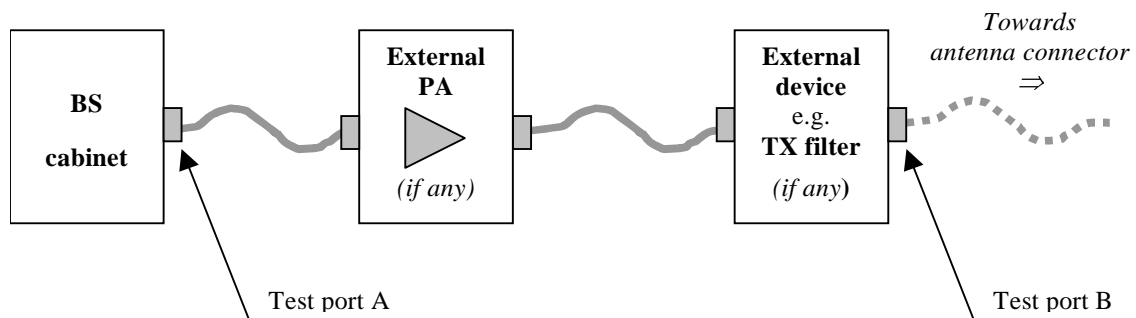 BS
cabinet
External
PA
(if any)
External
device
e.g.
TX filter
(if any)
Towards
antenna connector
⇒
Test port A
Test port B